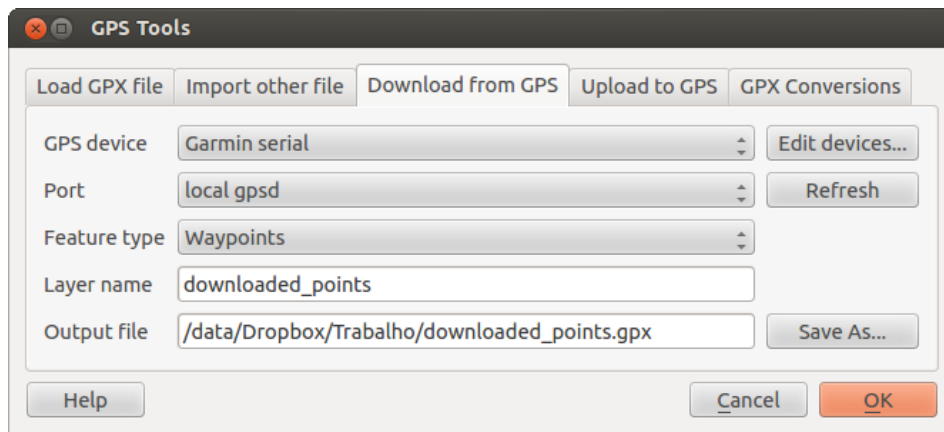 GPS Tools
Load GPX file Import other file Download from GPS Upload to GPS GPX Conversions
GPS device Garmin serial Edit devices...
Port local gpsd Refresh
Feature type Waypoints
Layer name downloaded_points
Output file /data/Dropbox/Trabalho/downloaded_points.gpx Save As...
Help Cancel OK